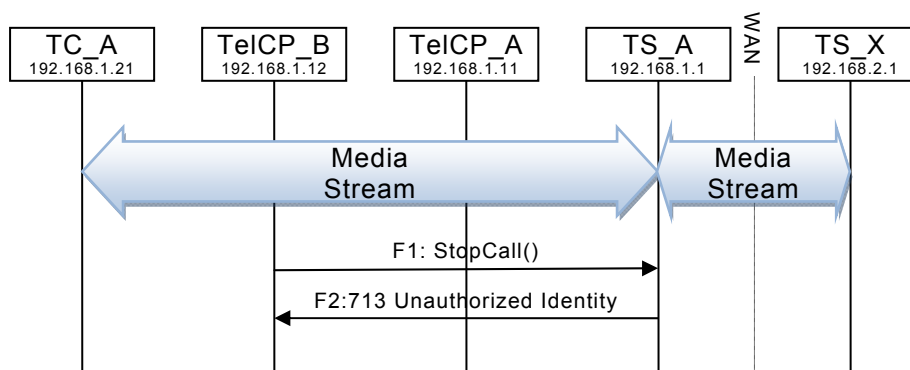 TC_A
192.168.1.21
TelCP_B
192.168.1.12
TelCP_A
192.168.1.11
TS_A
192.168.1.1
WAN
TS_X
192.168.2.1
Media
Stream
Media
Stream
F1: StopCall()
F2:713 Unauthorized Identity